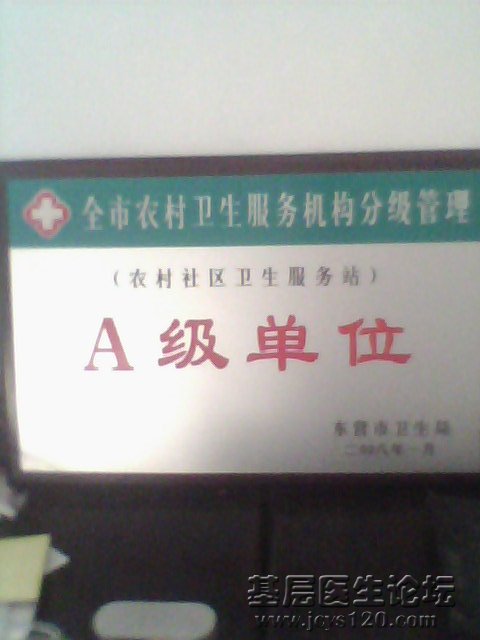 全市农村卫生服务机构分级管理
（农村社区卫生服务站）
A级单位
东营市卫生局
二〇〇八年一月
基层医生论坛
www.jcys120.com